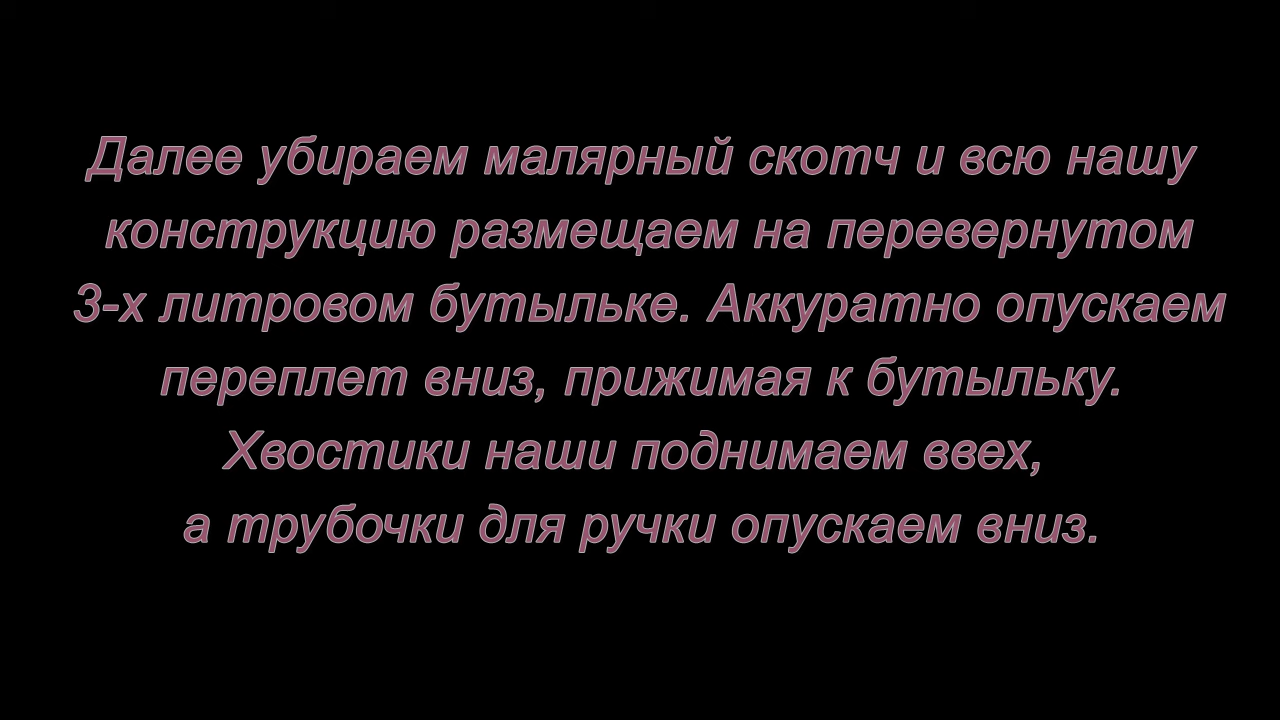 Далее убираем малярный скотч и всю нашу
конструкцию размещаем на перевернутом
3-х литровом бутыльке. Аккуратно опускаем
переплет вниз, прижимая к бутыльку.
Хвостики наши поднимаем ввех,
а трубочки для ручки опускаем вниз.